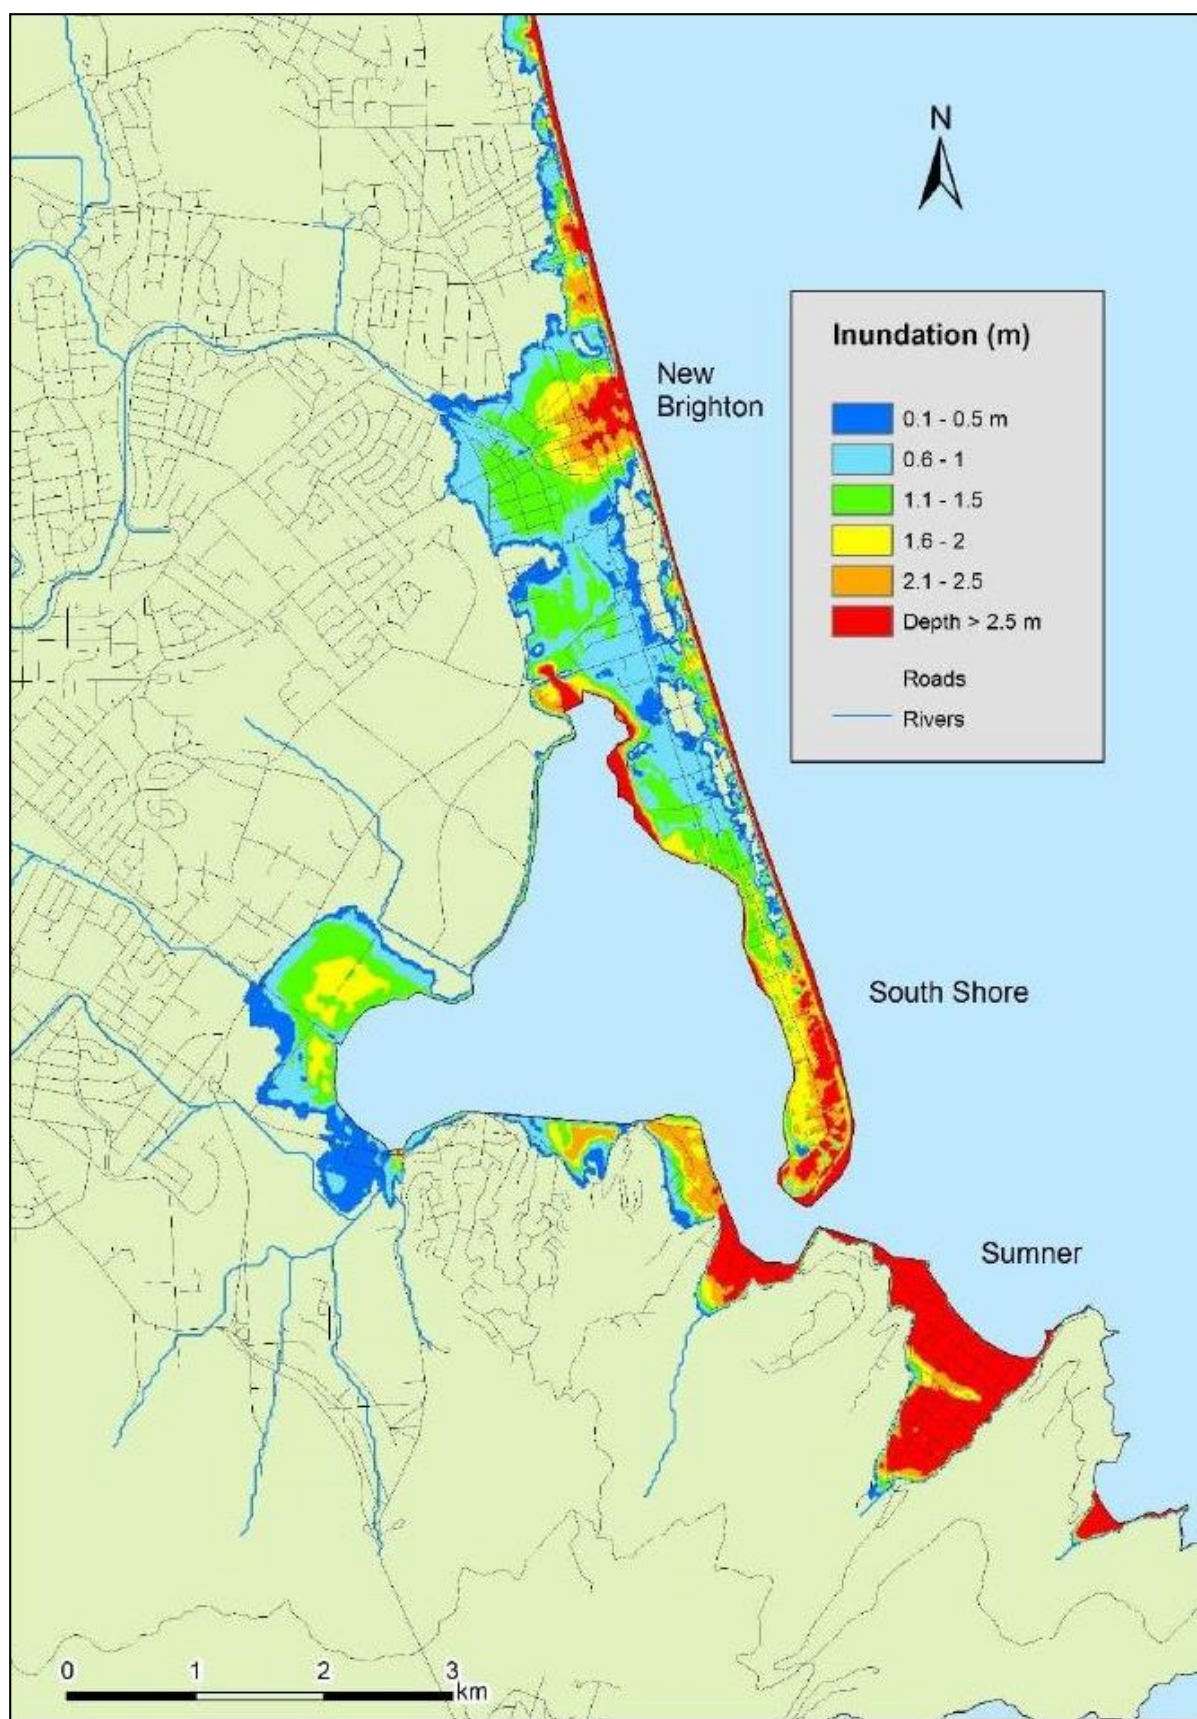 N
Inundation (m)
0.1 - 0.5 m
0.6 - 1
1.1 - 1.5
1.6 - 2
2.1 - 2.5
Depth > 2.5 m
Roads
Rivers
New
Brighton
South Shore
Sumner
0 1 2 3
km